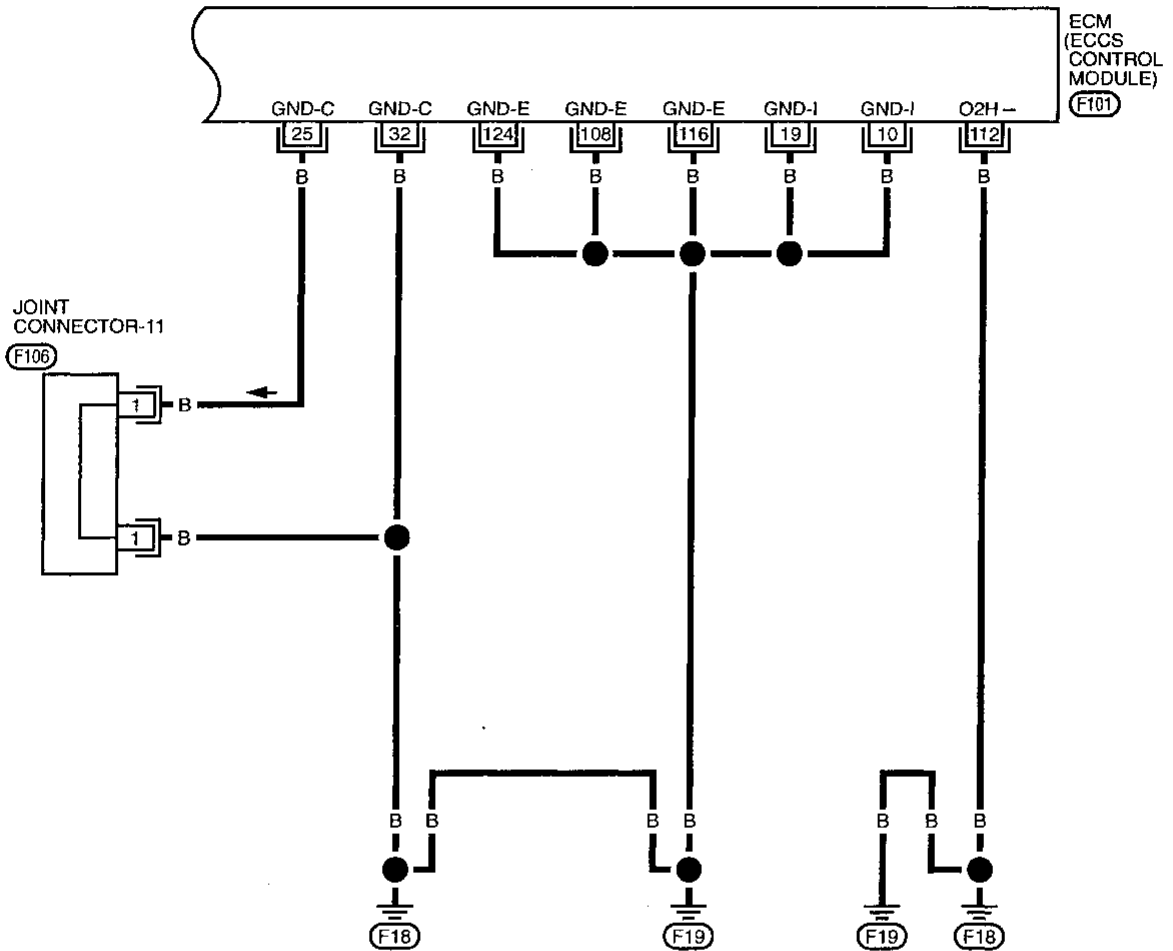 ECM
(ECCS
CONTROL
MODULE)
F101
GND-C GND-C GND-E GND-E GND-E GND-I GND-I O2H-
25 32 124 108 116 19 10 112
B B B B B B B B
JOINT
CONNECTOR-11
F106
1 B
1 B
B B B B B B B
F18 F19 F19 F18